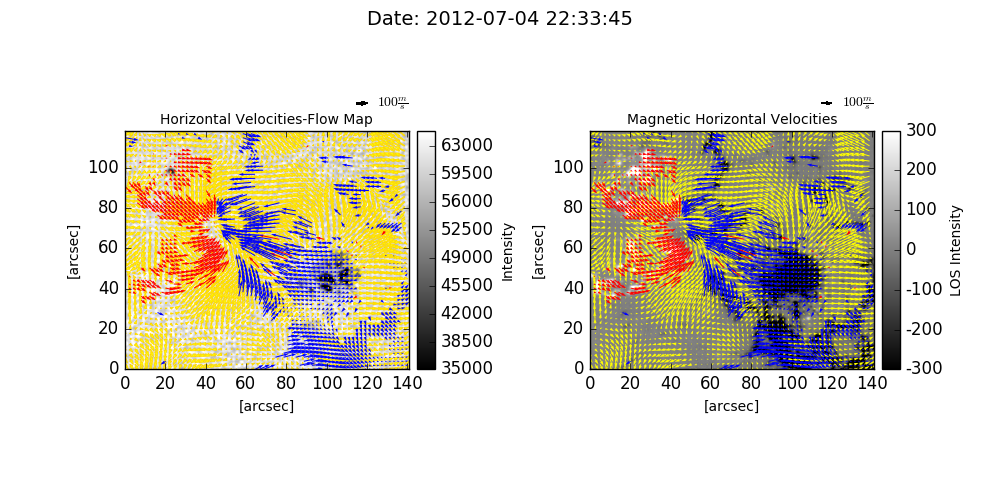 Date: 2012-07-04 22:33:45
100 m/s
100 m/s
Horizontal Velocities-Flow Map
Magnetic Horizontal Velocities
[arcsec]
100
80
60
40
20
0
0 20 40 60 80 100 120 140
[arcsec]
63000
59500
56000
52500
49000
45500
42000
38500
35000
Intensity
[arcsec]
100
80
60
40
20
0
0 20 40 60 80 100 120 140
[arcsec]
300
200
100
0
-100
-200
-300
LOS Intensity